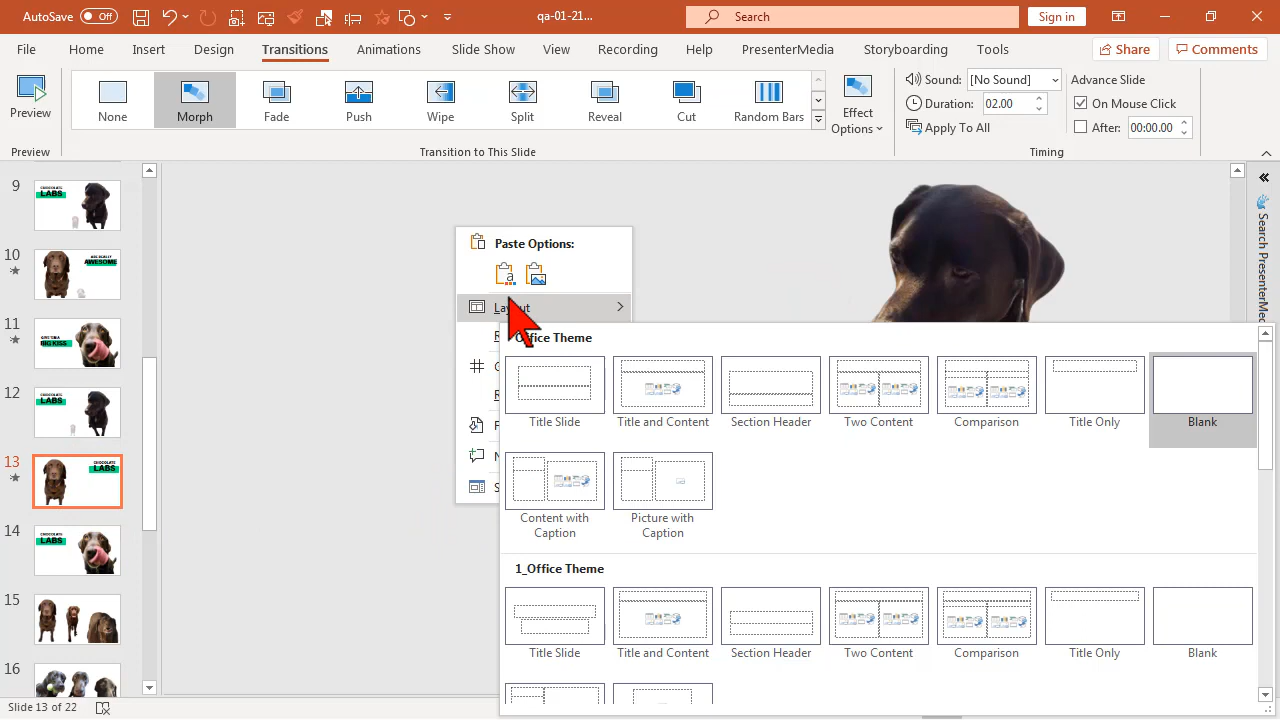 AutoSave Off qa-01-21... Search Sign in
File Home Insert Design Transitions Animations Slide Show View Recording Help PresenterMedia Storyboarding Tools Share Comments
Preview
None Morph Fade Push Wipe Split Reveal Cut Random Bars
Effect Options
Sound: [No Sound]
Duration: 02.00
Apply To All
Advance Slide
On Mouse Click
After: 00:00.00
Preview Transition to This Slide Timing
9
CHOCOLATE
LABS
10
AWESOME
11
BIG KISS
12
CHOCOLATE
LABS
13
CHOCOLATE
LABS
14
CHOCOLATE
LABS
15
16
Paste Options:
Layout
Office Theme
Title Slide Title and Content Section Header Two Content Comparison Title Only Blank
Content with Caption Picture with Caption
1_Office Theme
Title Slide Title and Content Section Header Two Content Comparison Title Only Blank
Search PresenterMedia
Slide 13 of 22